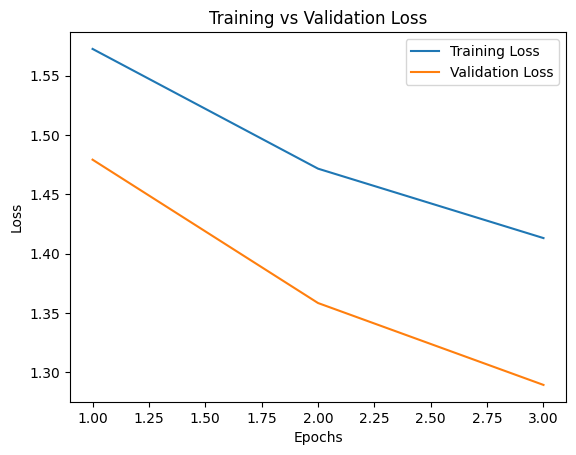 Training vs Validation Loss
Training Loss
Validation Loss
1.55
1.50
1.45
1.40
1.35
1.30
Loss
1.00 1.25 1.50 1.75 2.00 2.25 2.50 2.75 3.00
Epochs